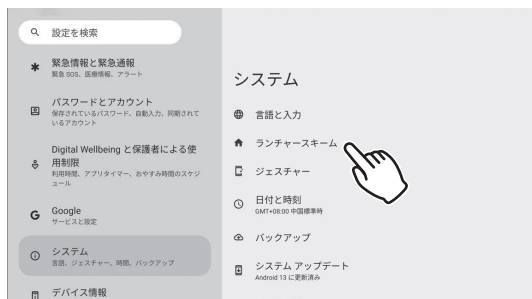 設定を検索
緊急情報と緊急通報
緊急 SOS、医療情報、アラート
パスワードとアカウント
保存されているパスワード、自動入力、同期されて
いるアカウント
Digital Wellbeing と保護者による使
用制限
利用時間、アプリタイマー、おやすみ時間のスケジ
ュール
Google
サービスと設定
システム
言語、ジェスチャー、時間、バックアップ
デバイス情報
システム
言語と入力
ランチャースキーム
ジェスチャー
日付と時刻
GMT+08:00 中国標準時
バックアップ
システム アップデート
Android 13 に更新済み